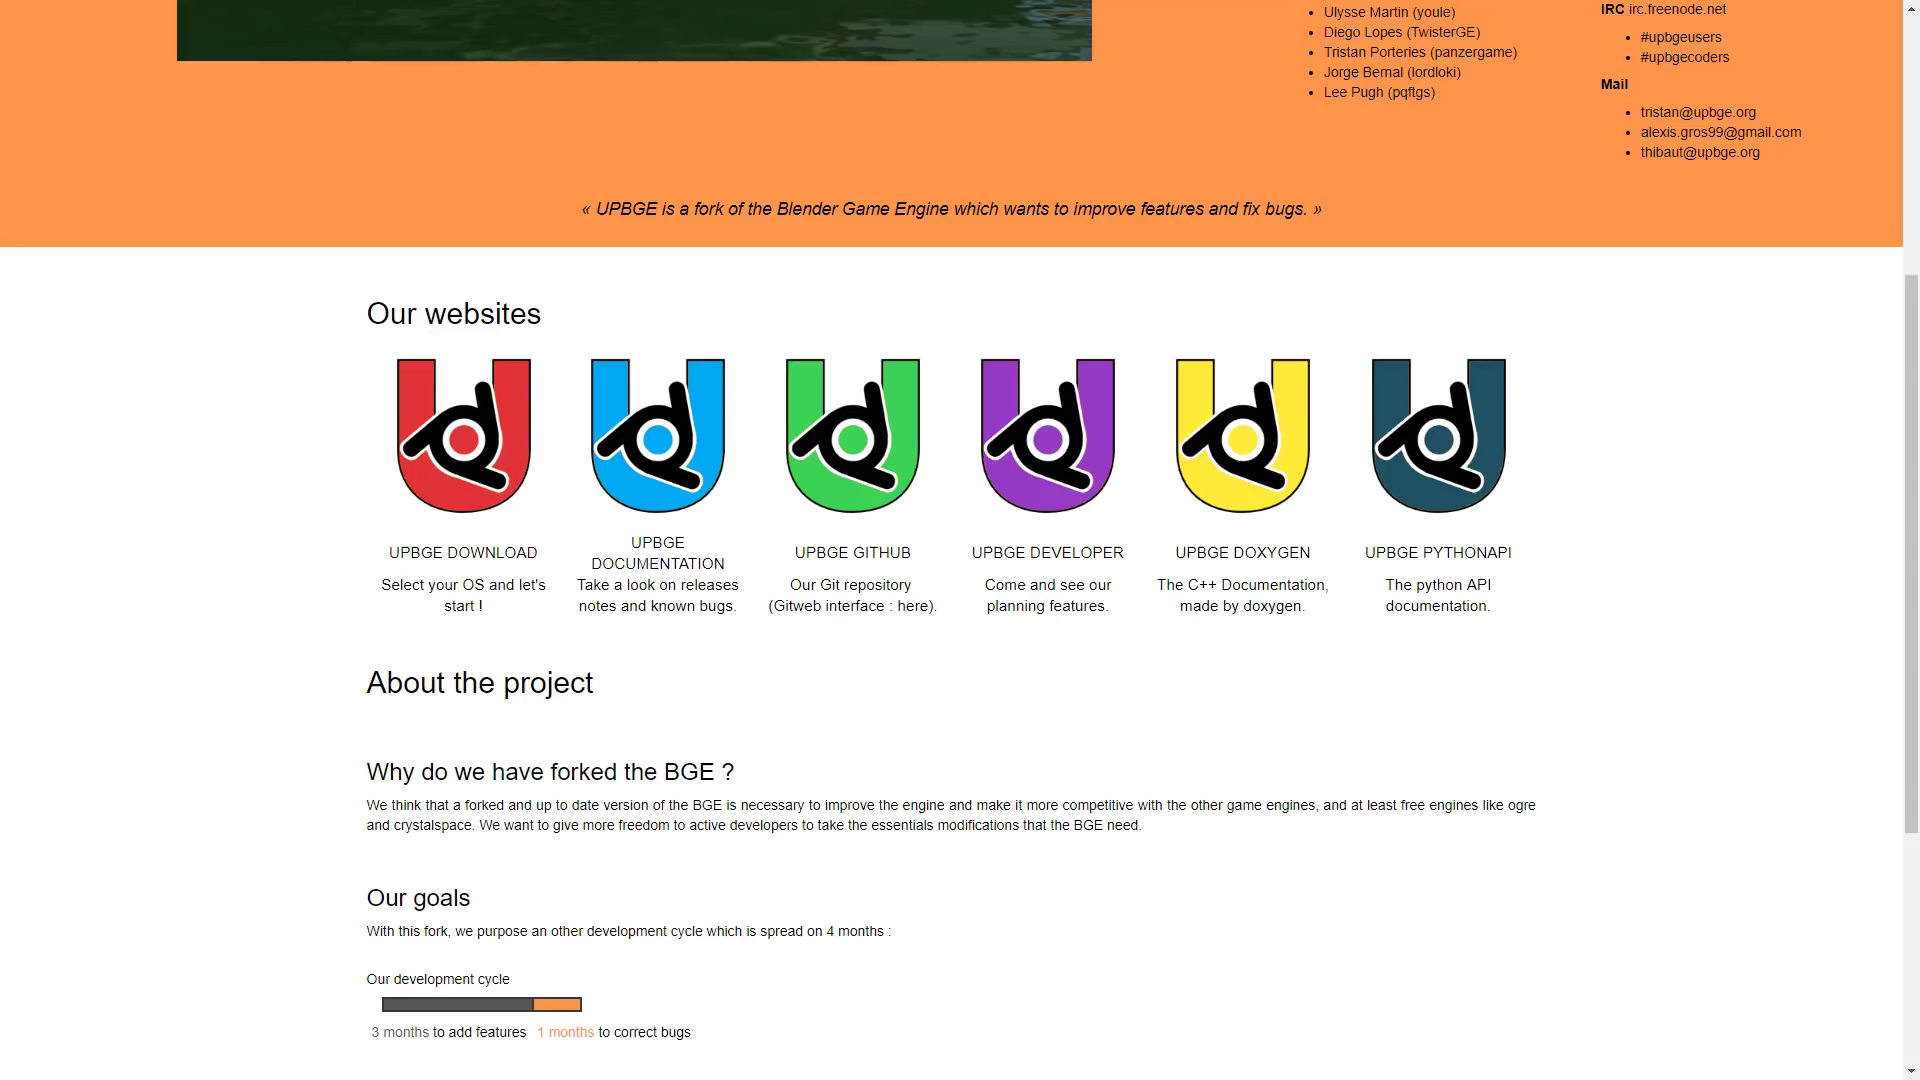 Ulysse Martin (youle)
Diego Lopes (TwisterGE)
Tristan Porteries (panzergame)
Jorge Bernal (lordloki)
Lee Pugh (pqftgs)
IRC irc.freenode.net
#upbgeusers
#upbgecoders
Mail
tristan@upbge.org
alexis.gros99@gmail.com
thibaut@upbge.org
« UPBGE is a fork of the Blender Game Engine which wants to improve features and fix bugs. »
Our websites
UPBGE DOWNLOAD
Select your OS and let's
start !
UPBGE
DOCUMENTATION
Take a look on releases
notes and known bugs.
UPBGE GITHUB
Our Git repository
(Gitweb interface : here).
UPBGE DEVELOPER
Come and see our
planning features.
UPBGE DOXYGEN
The C++ Documentation,
made by doxygen.
UPBGE PYTHONAPI
The python API
documentation.
About the project
Why do we have forked the BGE ?
We think that a forked and up to date version of the BGE is necessary to improve the engine and make it more competitive with the other game engines, and at least free engines like ogre
and crystalspace. We want to give more freedom to active developers to take the essentials modifications that the BGE need.
Our goals
With this fork, we purpose an other development cycle which is spread on 4 months :
Our development cycle
3 months to add features 1 months to correct bugs